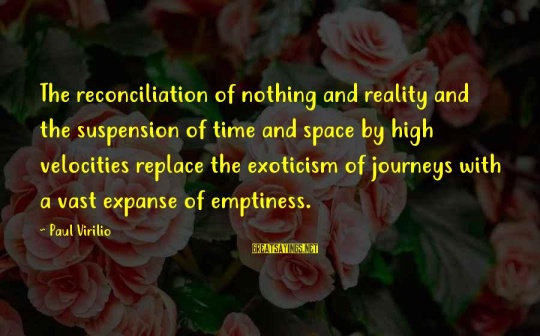 The reconciliation of nothing and reality and
the suspension of time and space by high
velocities replace the exoticism of journeys with
a vast expanse of emptiness.
~ Paul Virilio
GREATSAYINGS.NET